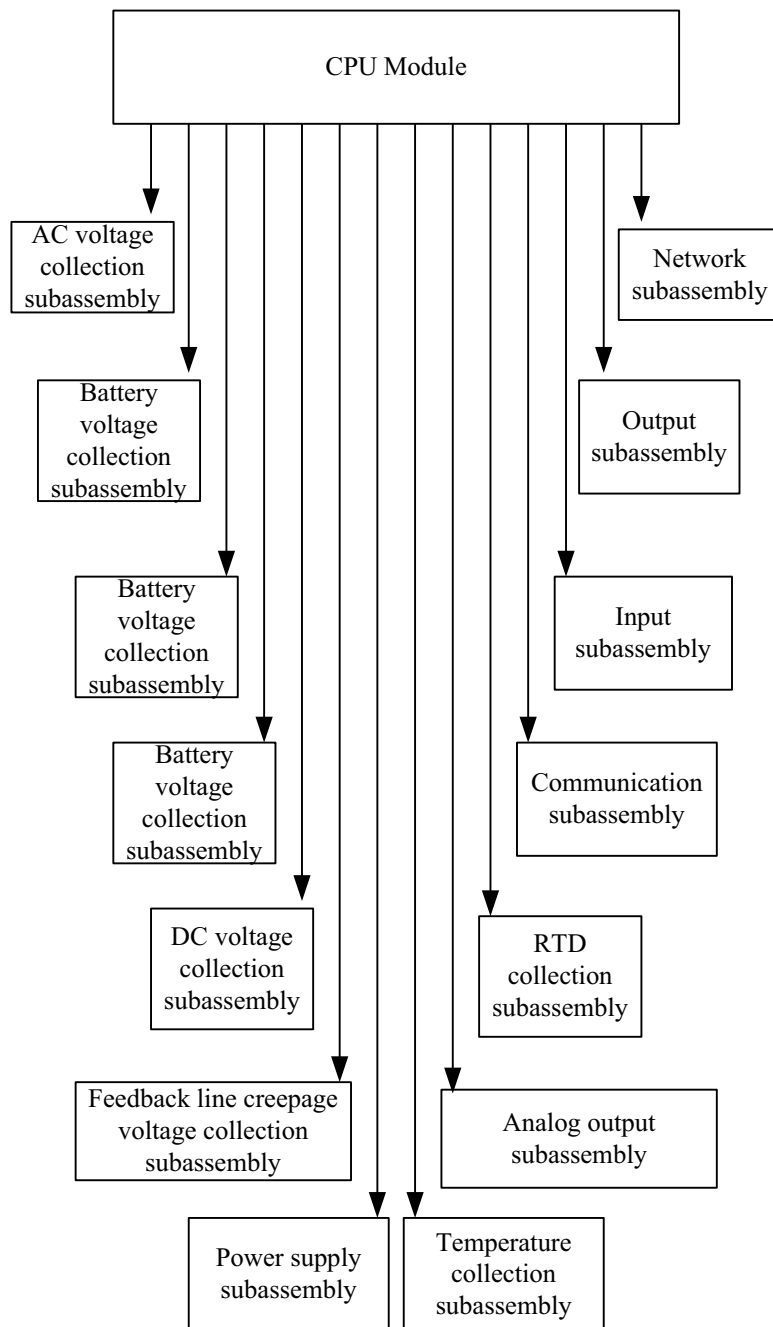 CPU Module
AC voltage
collection
subassembly
Network
subassembly
Battery
voltage
collection
subassembly
Output
subassembly
Battery
voltage
collection
subassembly
Input
subassembly
Battery
voltage
collection
subassembly
Communication
subassembly
DC voltage
collection
subassembly
RTD
collection
subassembly
Feedback line creepage
voltage collection
subassembly
Analog output
subassembly
Power supply
subassembly
Temperature
collection
subassembly